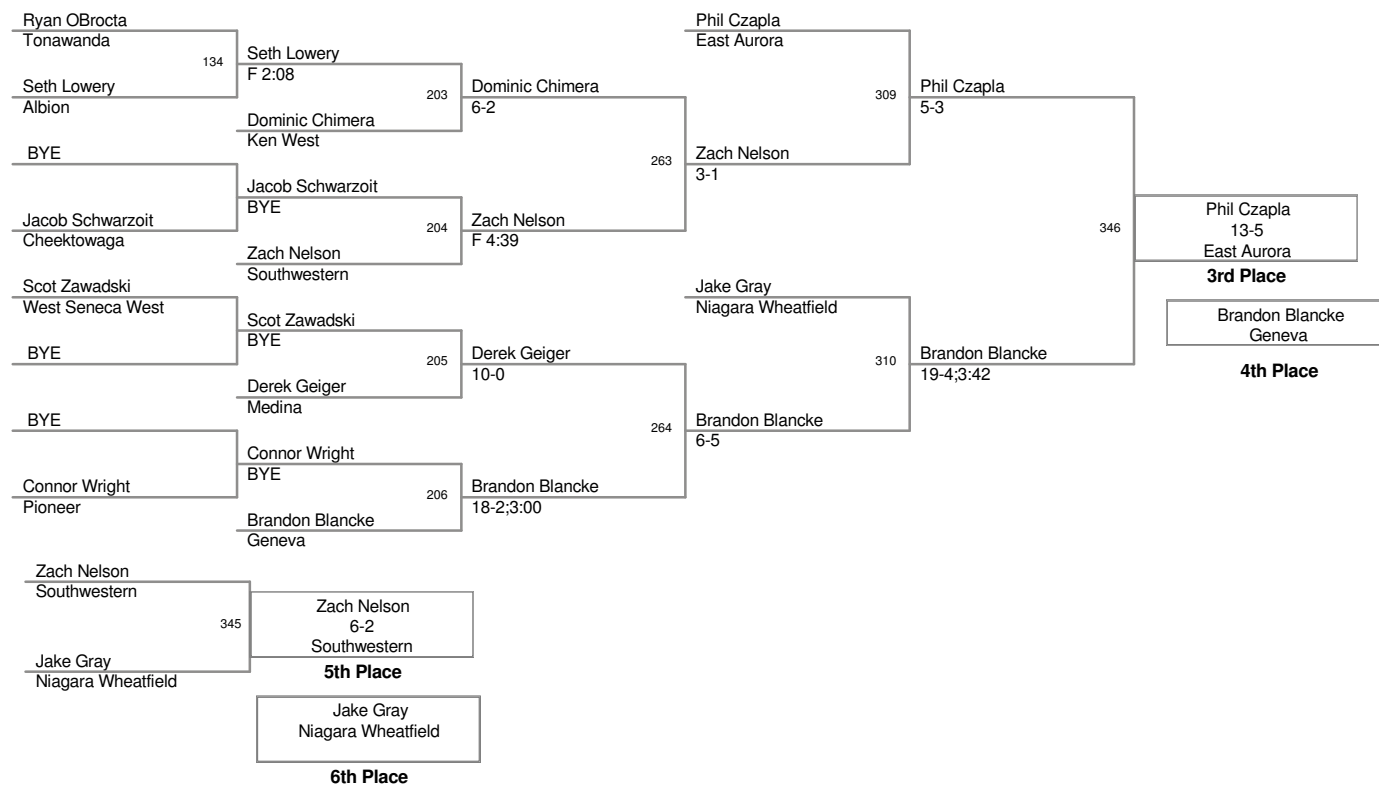 Ryan OBrocta
Tonawanda
134
Seth Lowery
Albion
BYE
Jacob Schwarzoit
Cheektowaga
Scot Zawadski
West Seneca West
BYE
BYE
Connor Wright
Pioneer
Seth Lowery
F 2:08
203
Dominic Chimera
Ken West
Jacob Schwarzoit
BYE
204
Zach Nelson
Southwestern
Scot Zawadski
BYE
205
Derek Geiger
Medina
Connor Wright
BYE
206
Brandon Blancke
Geneva
Dominic Chimera
6-2
263
Zach Nelson
F 4:39
Derek Geiger
10-0
264
Brandon Blancke
18-2;3:00
Phil Czapla
East Aurora
309
Zach Nelson
3-1
Jake Gray
Niagara Wheatfield
310
Brandon Blancke
6-5
Phil Czapla
5-3
346
Brandon Blancke
19-4;3:42
Phil Czapla
13-5
East Aurora
3rd Place
Brandon Blancke
Geneva
4th Place
Zach Nelson
Southwestern
345
Jake Gray
Niagara Wheatfield
Zach Nelson
6-2
Southwestern
5th Place
Jake Gray
Niagara Wheatfield
6th Place